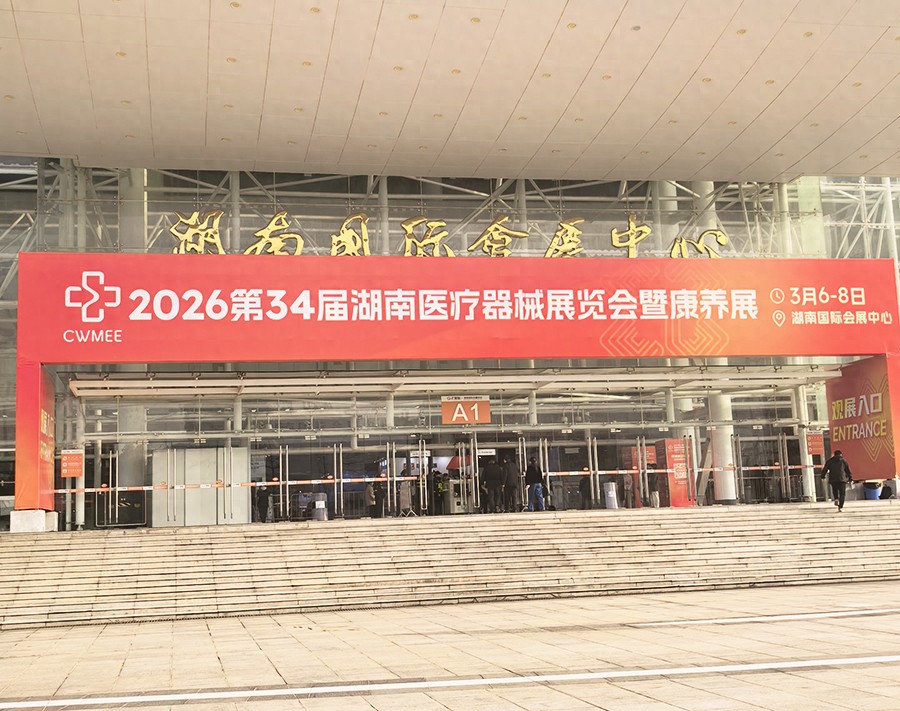 湖南国际会展中心
CWMEE
2026第34届湖南医疗器械展览会暨康养展
3月6-8日
湖南国际会展中心
A1
观展入口
ENTRANCE